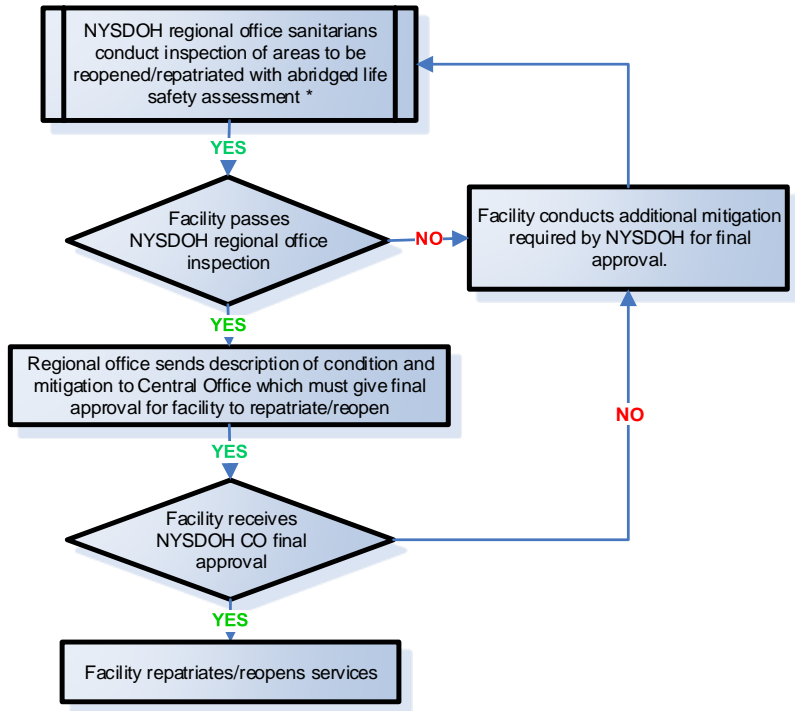 NYSDOH regional office sanitarians
conduct inspection of areas to be
reopened/repatriated with abridged life
safety assessment *
YES
Facility passes
NYSDOH regional office
inspection
NO
Facility conducts additional mitigation
required by NYSDOH for final
approval.
YES
Regional office sends description of condition and
mitigation to Central Office which must give final
approval for facility to repatriate/reopen
NO
YES
Facility receives
NYSDOH CO final
approval
YES
Facility repatriates/reopens services